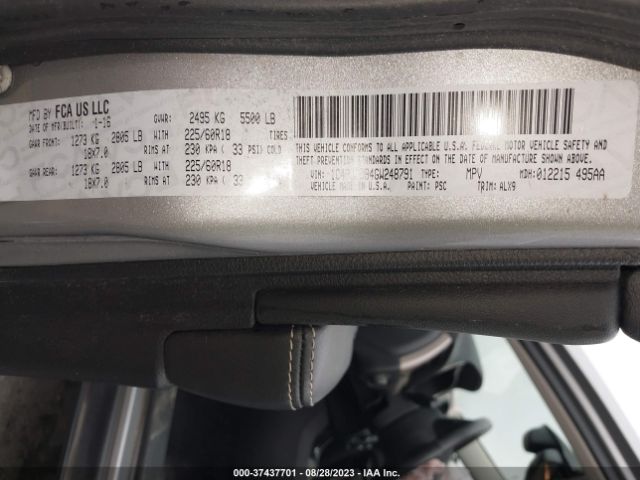 MFD BY FCA US LLC
DATE OF MFR(BUILT): 1-16
GVWR: 2495 KG 5500 LB
GAWR FRONT: 1273 KG 2805 LB WITH 225/60R18 TIRES
18X7.0 RIMS AT 230 KPA ( 33 PSI) COLD
GAWR REAR: 1273 KG 2805 LB WITH 225/60R18
18X7.0 RIMS AT 230 KPA ( 33
THIS VEHICLE CONFORMS TO ALL APPLICABLE U.S.A. FEDERAL MOTOR VEHICLE SAFETY
AND THEFT PREVENTION STANDARDS IN EFFECT ON THE DATE OF MANUFACTURE SHOWN ABOVE.
VIN: TYPE: MPV MDH: 012215 495AA
VEHICLE MADE IN U.S.A. PAINT: PSC TRIM: ALX9
000-37437701 - 08/28/2023 - IAA Inc.